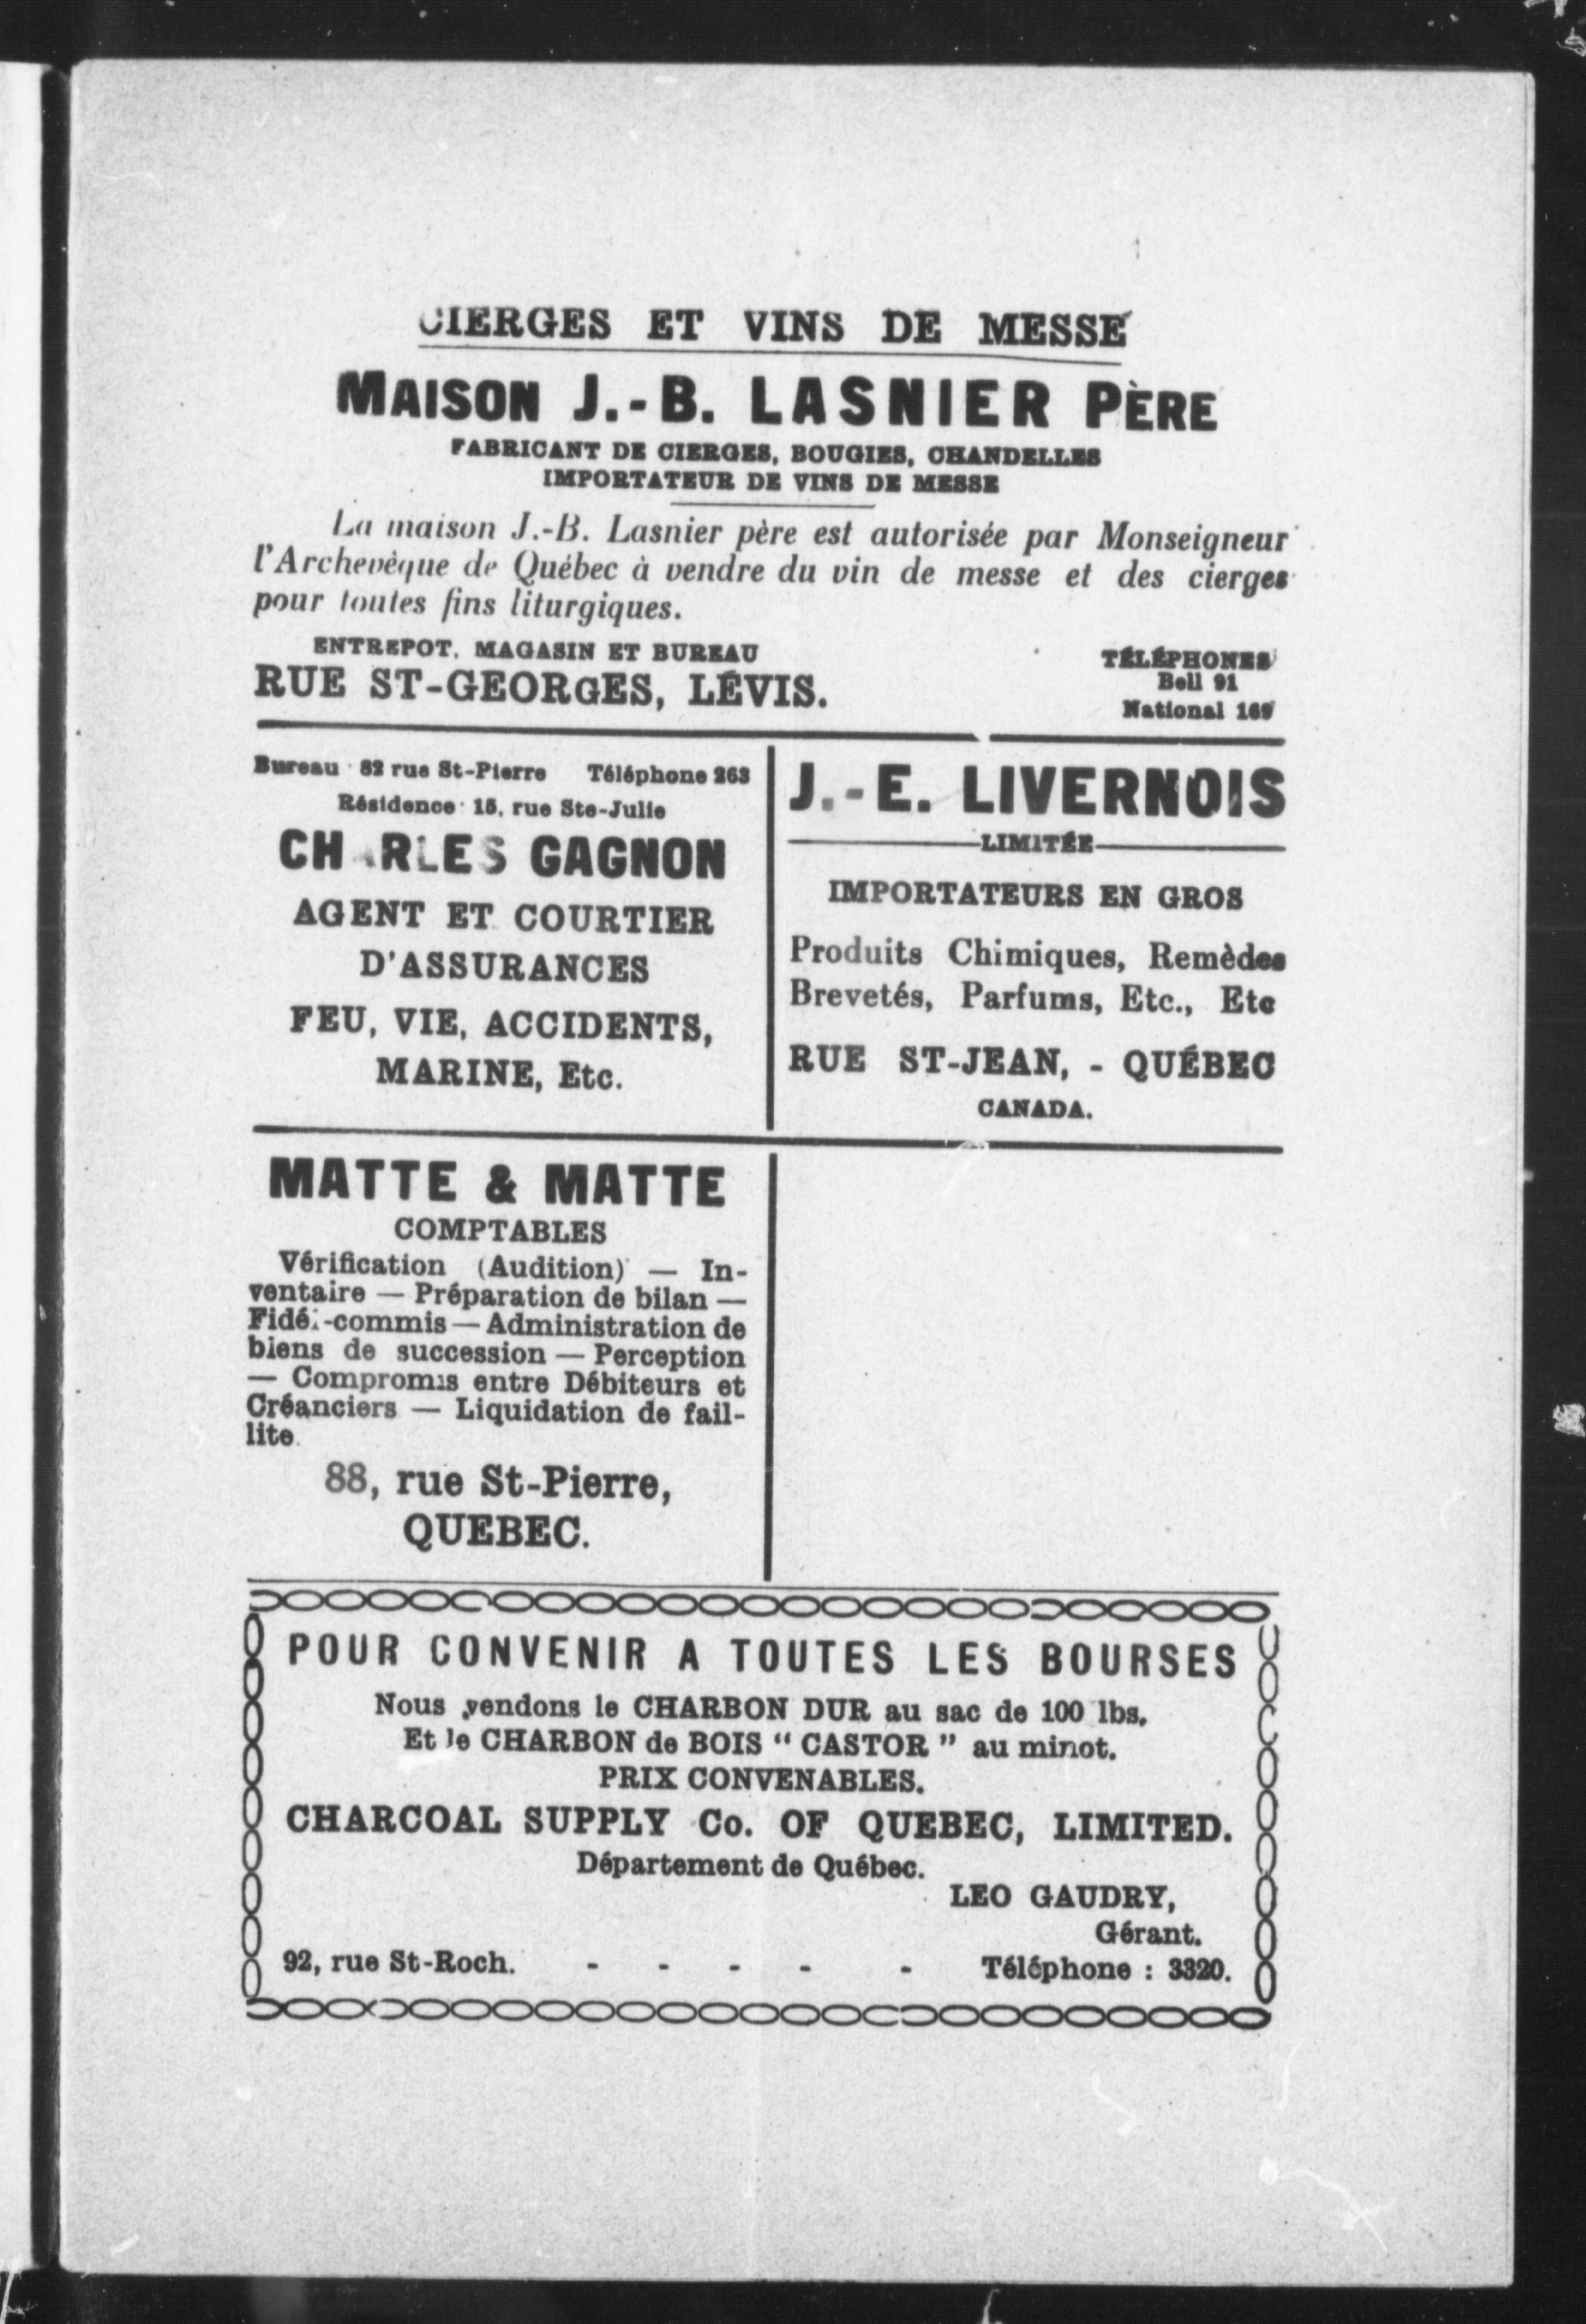 CIERGES ET VINS DE MESSE
MAISON J.-B. LASNIER PÈRE
FABRICANT DE CIERGES, BOUGIES, CHANDELLES
IMPORTATEUR DE VINS DE MESSE
La maison J.-B. Lasnier père est autorisée par Monseigneur
l'Archevêque de Québec à vendre du vin de messe et des cierges
pour toutes fins liturgiques.
ENTREPOT, MAGASIN ET BUREAU
RUE ST-GEORGES, LÉVIS.
TÉLÉPHONES
Bell 91
National 169
Bureau 82 rue St-Pierre Téléphone 263
Résidence 15, rue Ste-Julie
CHARLES GAGNON
AGENT ET COURTIER
D'ASSURANCES
FEU, VIE, ACCIDENTS,
MARINE, Etc.
J.-E. LIVERNOIS
LIMITÉE
IMPORTATEURS EN GROS
Produits Chimiques, Remèdes
Brevetés, Parfums, Etc., Etc
RUE ST-JEAN, - QUÉBEC
CANADA.
MATTE & MATTE
COMPTABLES
Vérification (Audition) — In-
ventaire — Préparation de bilan —
Fidéi-commis — Administration de
biens de succession — Perception
— Compromis entre Débiteurs et
Créanciers — Liquidation de fail-
lite.
88, rue St-Pierre,
QUEBEC.
POUR CONVENIR A TOUTES LES BOURSES
Nous vendons le CHARBON DUR au sac de 100 lbs.
Et le CHARBON de BOIS " CASTOR " au minot.
PRIX CONVENABLES.
CHARCOAL SUPPLY Co. OF QUEBEC, LIMITED.
Département de Québec.
LEO GAUDRY,
Gérant.
92, rue St-Roch. - - - - - Téléphone : 3320.